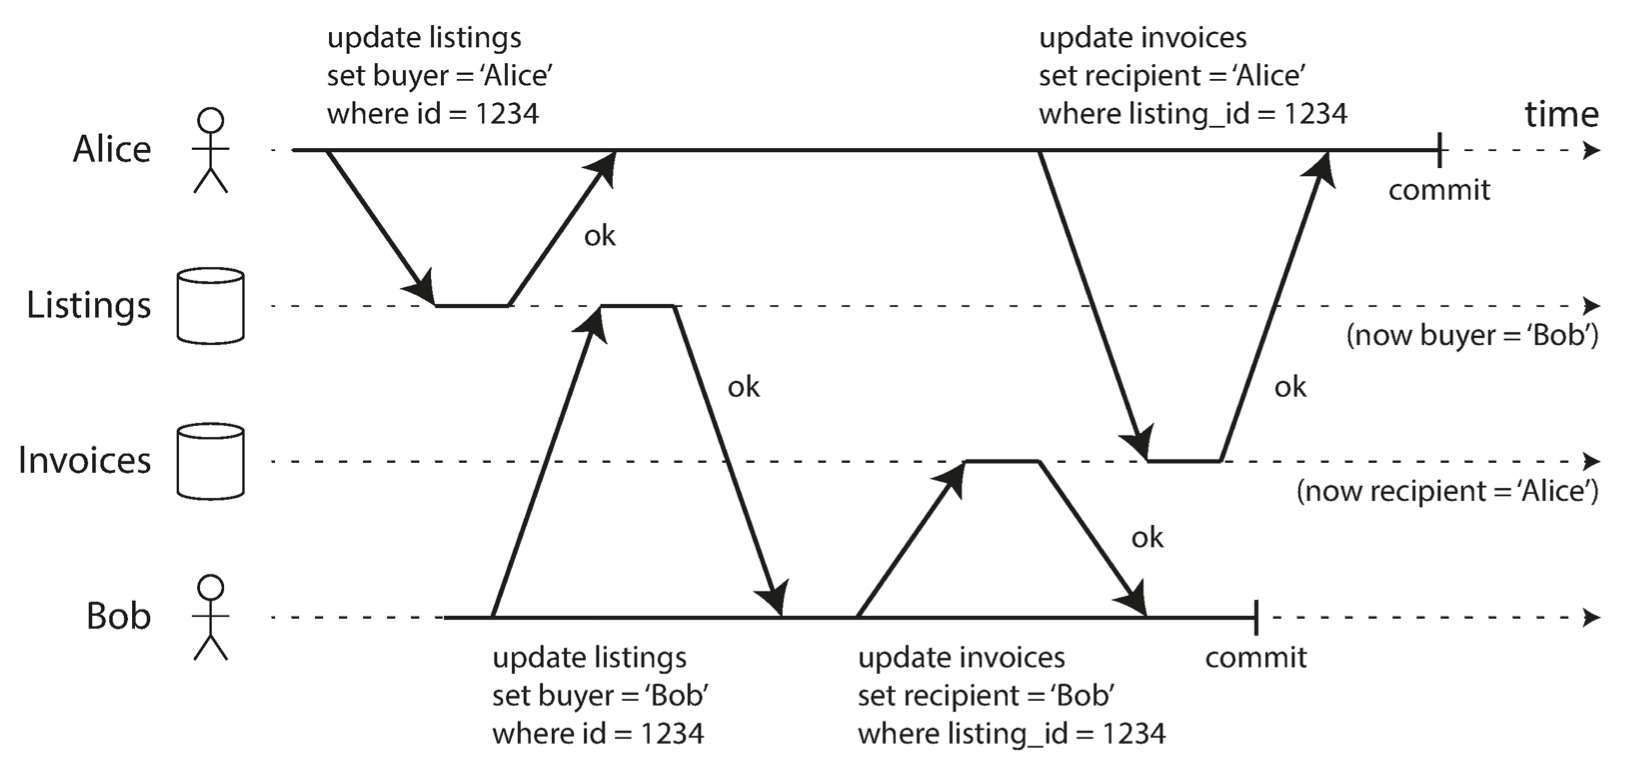 update listings
set buyer = ‘Alice’
where id = 1234
update invoices
set recipient = ‘Alice’
where listing_id = 1234
time
Alice
commit
ok
Listings
(now buyer = ‘Bob’)
ok
ok
Invoices
(now recipient = ‘Alice’)
ok
Bob
update listings
set buyer = ‘Bob’
where id = 1234
update invoices
set recipient = ‘Bob’
where listing_id = 1234
commit